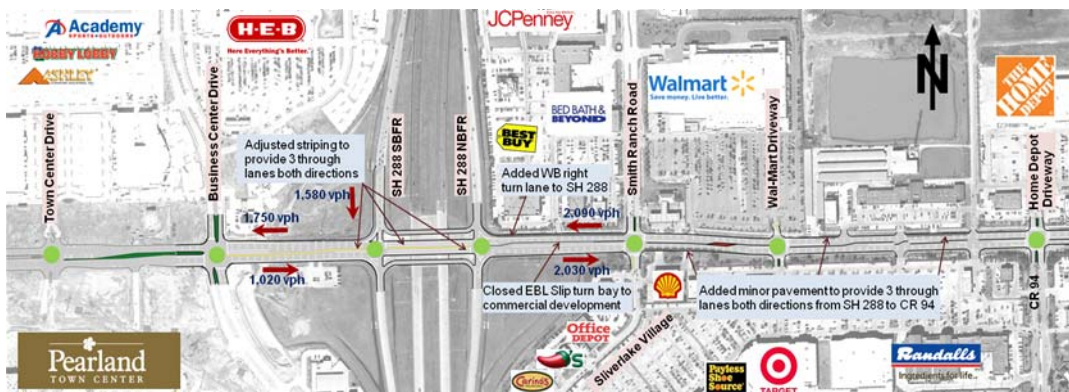 Academy
SPORTS+OUTDOORS
HOBBY LOBBY
ASHLEY
H-E-B
Here Everything's Better.
JCPenney
BED BATH &
BEYOND
BEST
BUY
Walmart
Save money. Live better.
N
THE
HOME
DEPOT
Town Center Drive
Business Center Drive
SH 288 SBFR
SH 288 NBFR
Smith Ranch Road
Wal-Mart Driveway
Home Depot
Driveway
Adjusted striping to
provide 3 through
lanes both directions
1,580 vph
1,750 vph
1,020 vph
Added WB right
turn lane to SH 288
2,090 vph
2,030 vph
Closed EBL Slip turn bay to
commercial development
Added minor pavement to provide 3 through
lanes both directions from SH 288 to CR 94
CR 94
Sliverlake Village
Pearland
TOWN CENTER
Office
DEPOT
'S
Carino's
Payless
Shoe
Source
TARGET
Randalls
Ingredients for life.